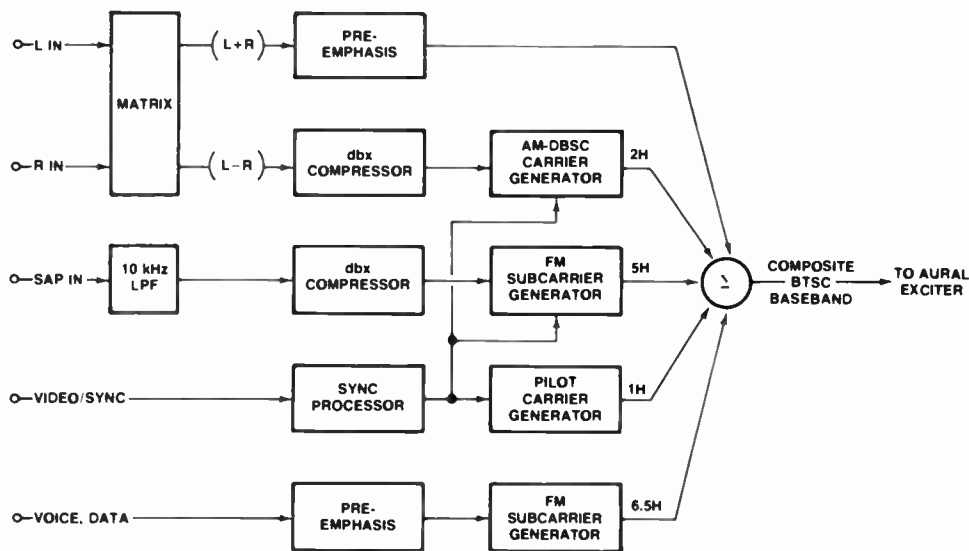 L IN
MATRIX
(L+R)
PRE-
EMPHASIS
R IN
(L−R)
dbx
COMPRESSOR
AM-DBSC
CARRIER
GENERATOR
2H
SAP IN
10 kHz
LPF
dbx
COMPRESSOR
FM
SUBCARRIER
GENERATOR
5H
Σ
COMPOSITE
BTSC
BASEBAND
TO AURAL
EXCITER
VIDEO/SYNC
SYNC
PROCESSOR
PILOT
CARRIER
GENERATOR
1H
VOICE, DATA
PRE-
EMPHASIS
FM
SUBCARRIER
GENERATOR
6.5H